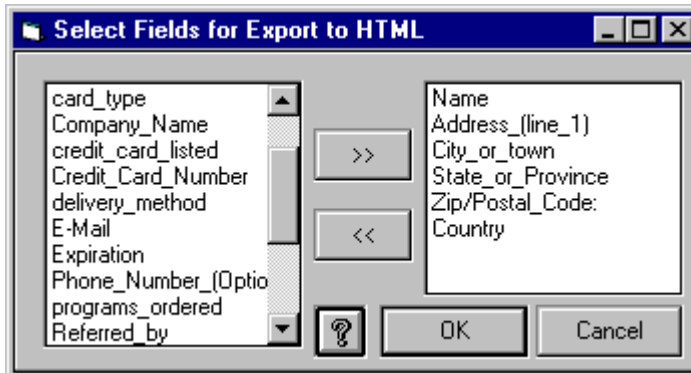 Select Fields for Export to HTML
card_type
Company_Name
credit_card_listed
Credit_Card_Number
delivery_method
E-Mail
Expiration
Phone_Number_(Optio
programs_ordered
Referred_by
>>
<<
Name
Address_(line_1)
City_or_town
State_or_Province
Zip/Postal_Code:
Country
?
OK
Cancel